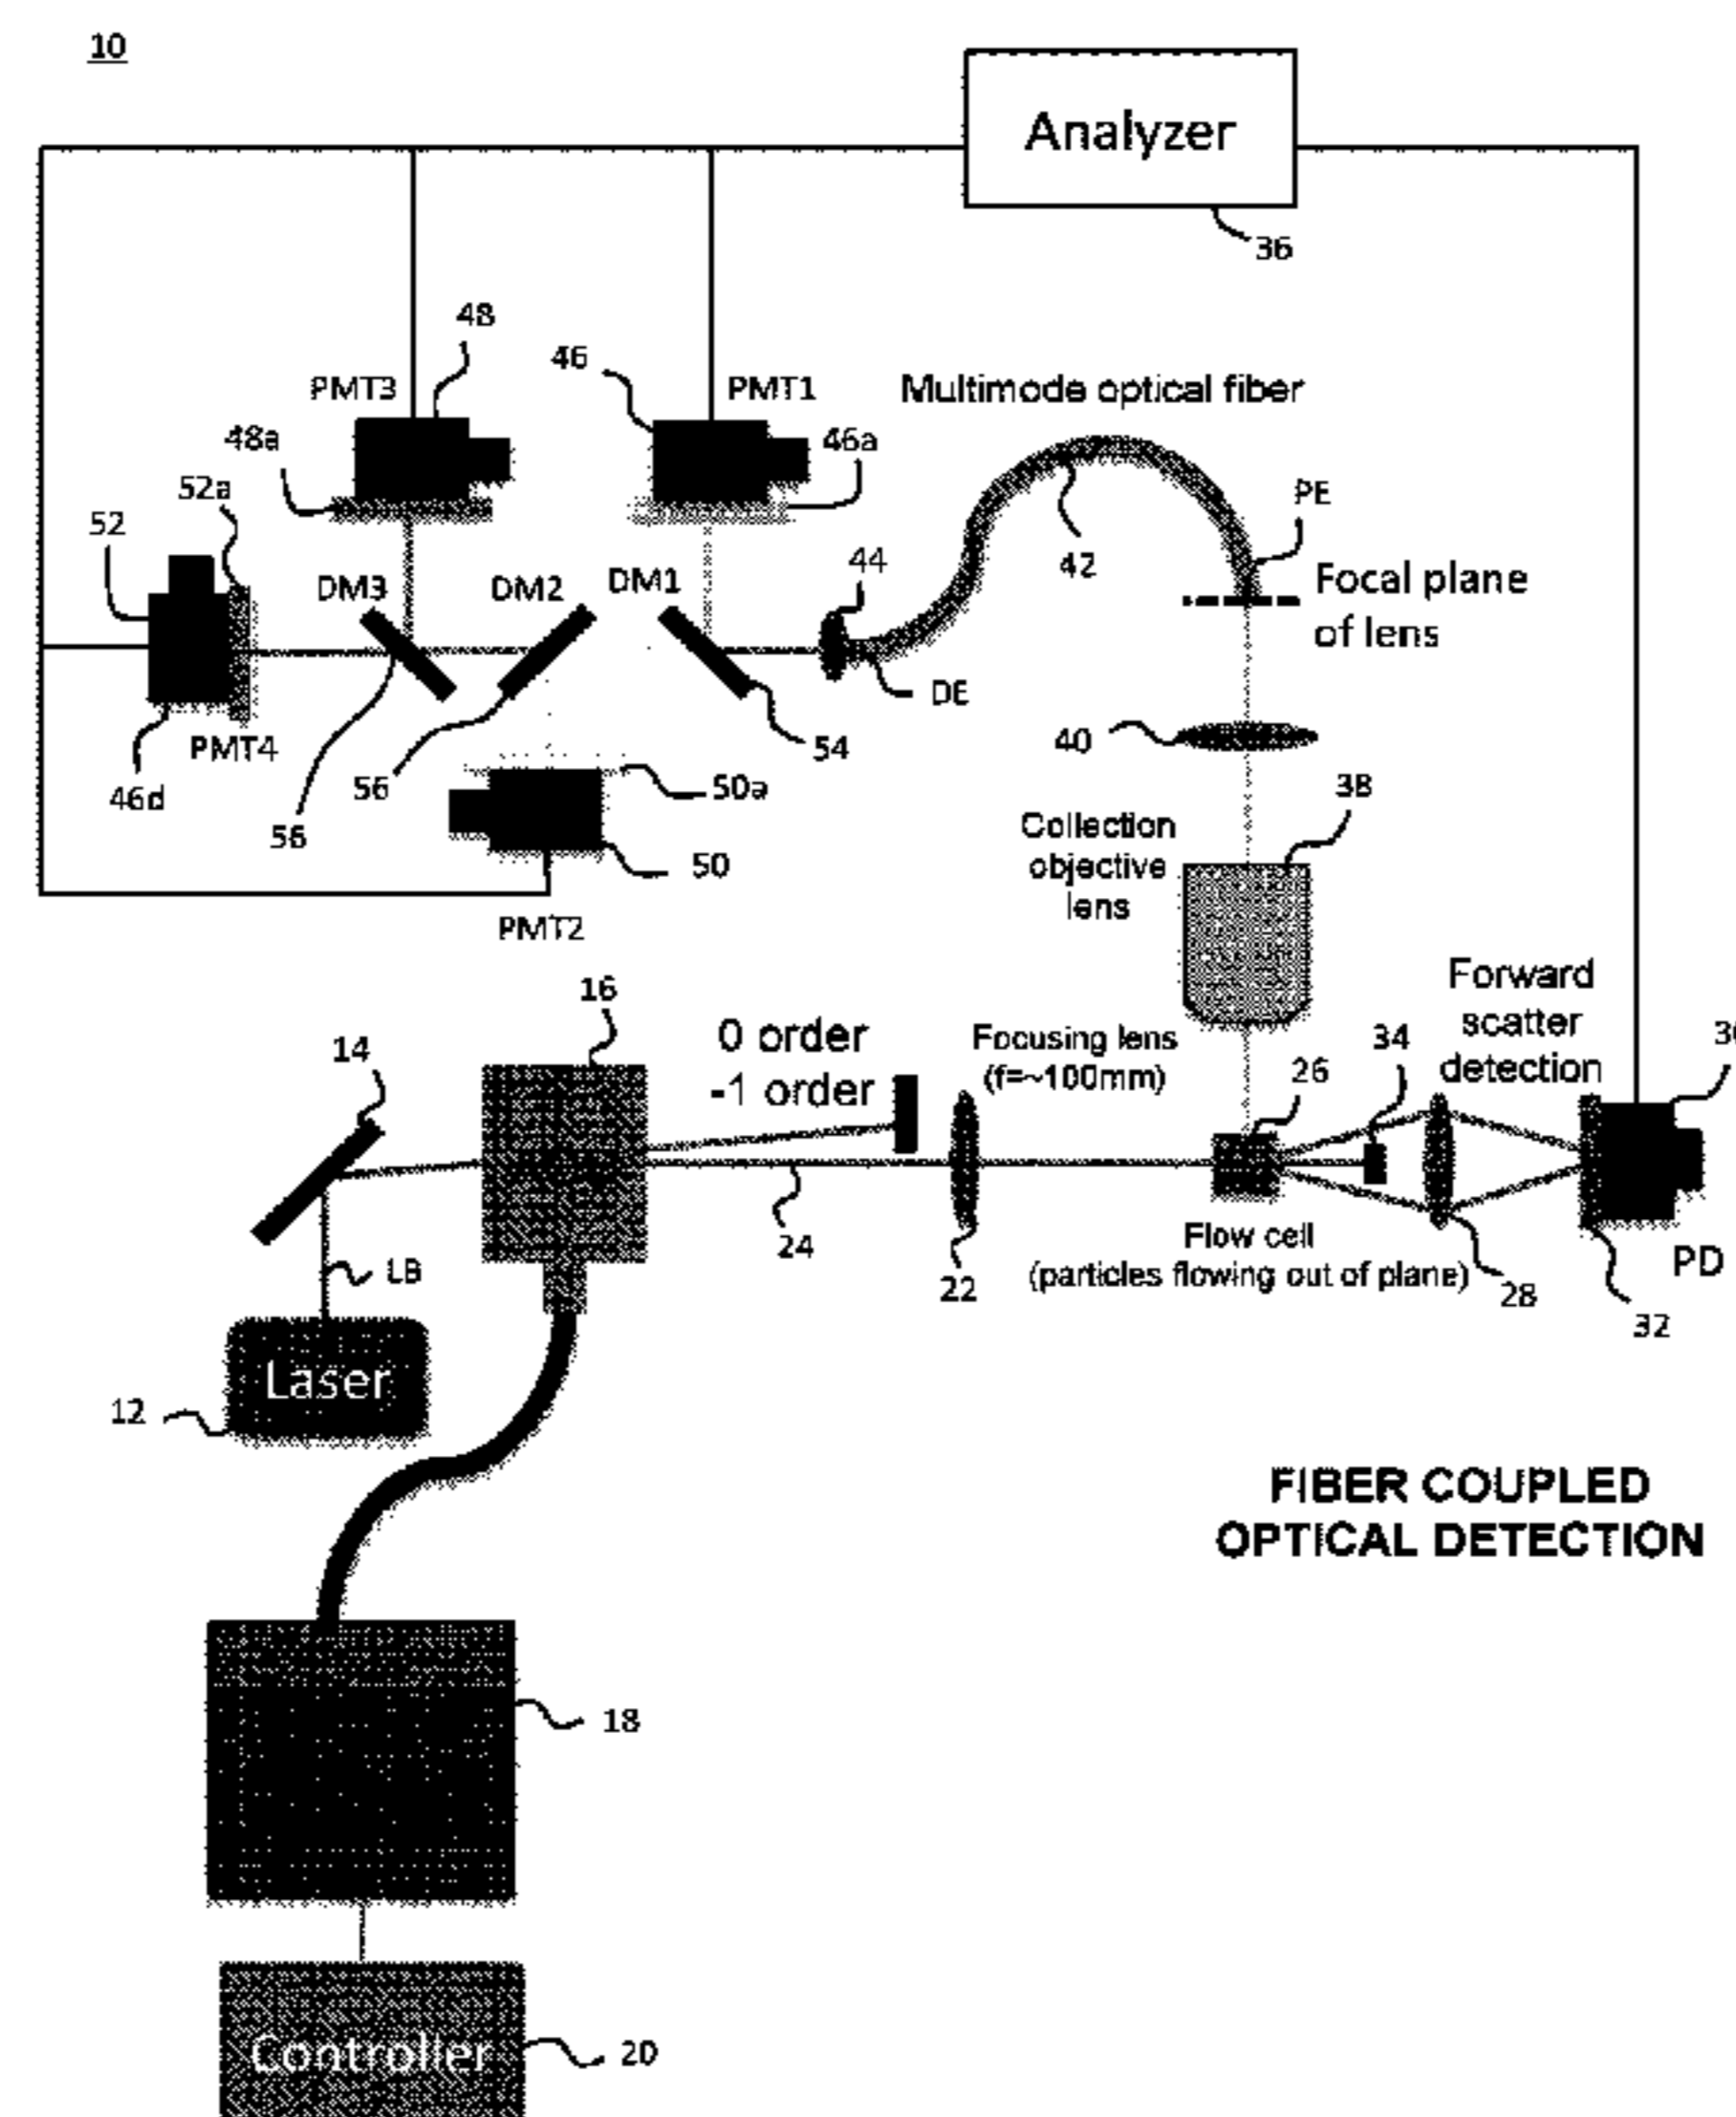 10
Analyzer
36
48
46
PMT3
PMT1
Multimode optical fiber
48a
46a
52a
PE
52
44
42
DM3
DM2
DM1
Focal plane
of lens
DE
PMT4
54
40
46d
56
50a
38
56
50
Collection
objective
lens
PMT2
16
Forward
scatter
detection
14
0 order
-1 order
Focusing lens
(f=~100mm)
34
26
LB
24
22
Flow cell
(particles flowing out of plane)
28
PD
32
Laser
12
FIBER COUPLED
OPTICAL DETECTION
18
Controller
20